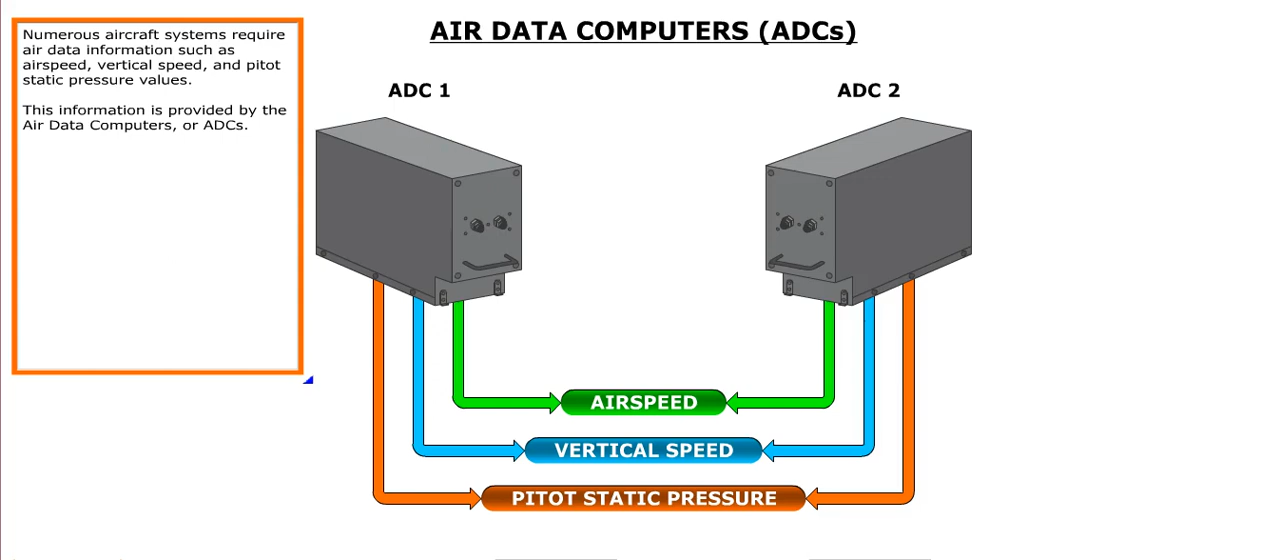 AIR DATA COMPUTERS (ADCs)
Numerous aircraft systems require
air data information such as
airspeed, vertical speed, and pitot
static pressure values.
This information is provided by the
Air Data Computers, or ADCs.
ADC 1
ADC 2
AIRSPEED
VERTICAL SPEED
PITOT STATIC PRESSURE